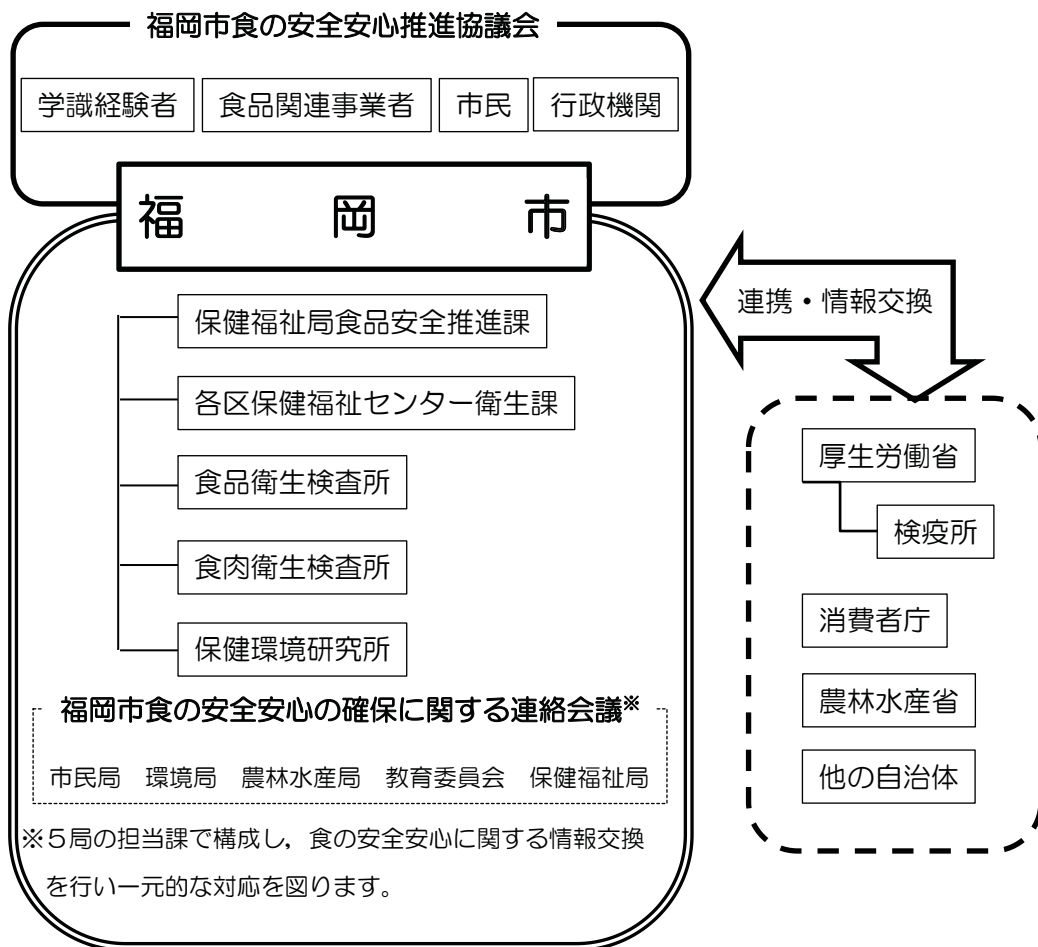 福岡市食の安全安心推進協議会
学識経験者 食品関連事業者 市民 行政機関
福岡市
保健福祉局食品安全推進課
各区保健福祉センター衛生課
食品衛生検査所
食肉衛生検査所
保健環境研究所
福岡市食の安全安心の確保に関する連絡会議※
市民局 環境局 農林水産局 教育委員会 保健福祉局
※5局の担当課で構成し，食の安全安心に関する情報交換
を行い一元的な対応を図ります。
連携・情報交換
厚生労働省
検疫所
消費者庁
農林水産省
他の自治体